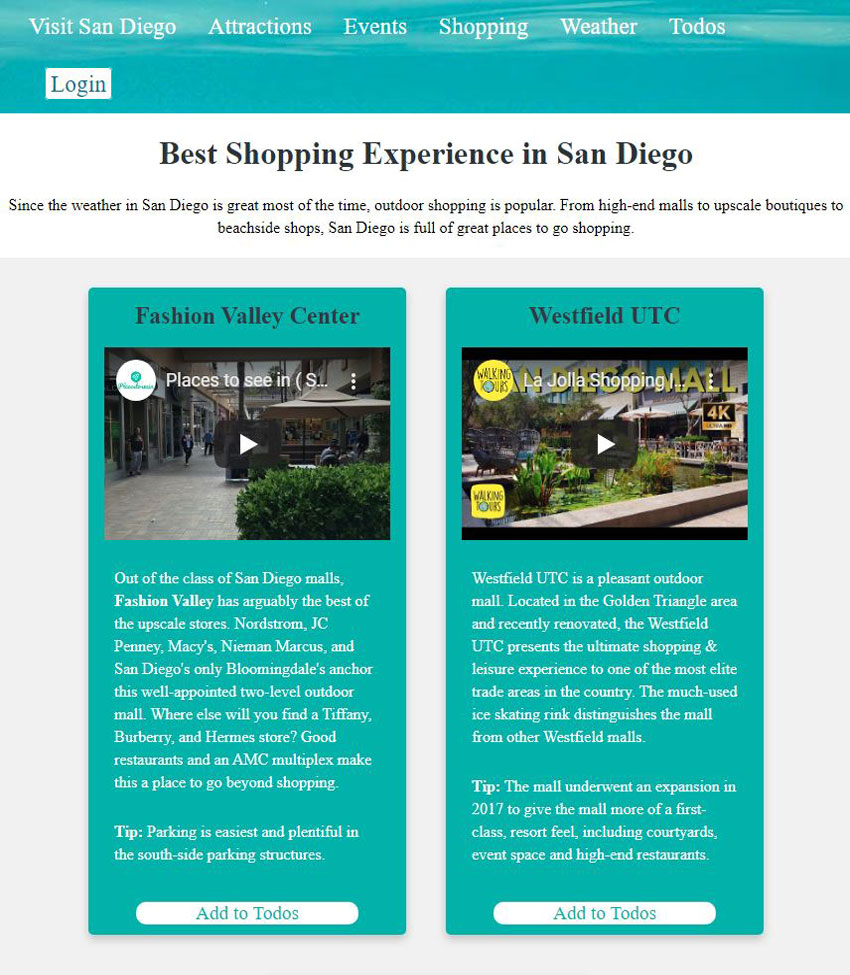 Visit San Diego Attractions Events Shopping Weather Todos
Login
Best Shopping Experience in San Diego
Since the weather in San Diego is great most of the time, outdoor shopping is popular. From high-end malls to upscale boutiques to
beachside shops, San Diego is full of great places to go shopping.
Fashion Valley Center
Places to see in ( S...
Out of the class of San Diego malls,
Fashion Valley has arguably the best of
the upscale stores. Nordstrom, JC
Penney, Macy's, Nieman Marcus, and
San Diego's only Bloomingdale's anchor
this well-appointed two-level outdoor
mall. Where else will you find a Tiffany,
Burberry, and Hermes store? Good
restaurants and an AMC multiplex make
this a place to go beyond shopping.
Tip: Parking is easiest and plentiful in
the south-side parking structures.
Add to Todos
Westfield UTC
WALKING
TOURS
La Jolla Shopping |...
N DIEGO MALL
4K
ULTRA HD
WALKING
TOURS
Westfield UTC is a pleasant outdoor
mall. Located in the Golden Triangle area
and recently renovated, the Westfield
UTC presents the ultimate shopping &
leisure experience to one of the most elite
trade areas in the country. The much-used
ice skating rink distinguishes the mall
from other Westfield malls.
Tip: The mall underwent an expansion in
2017 to give the mall more of a first-
class, resort feel, including courtyards,
event space and high-end restaurants.
Add to Todos